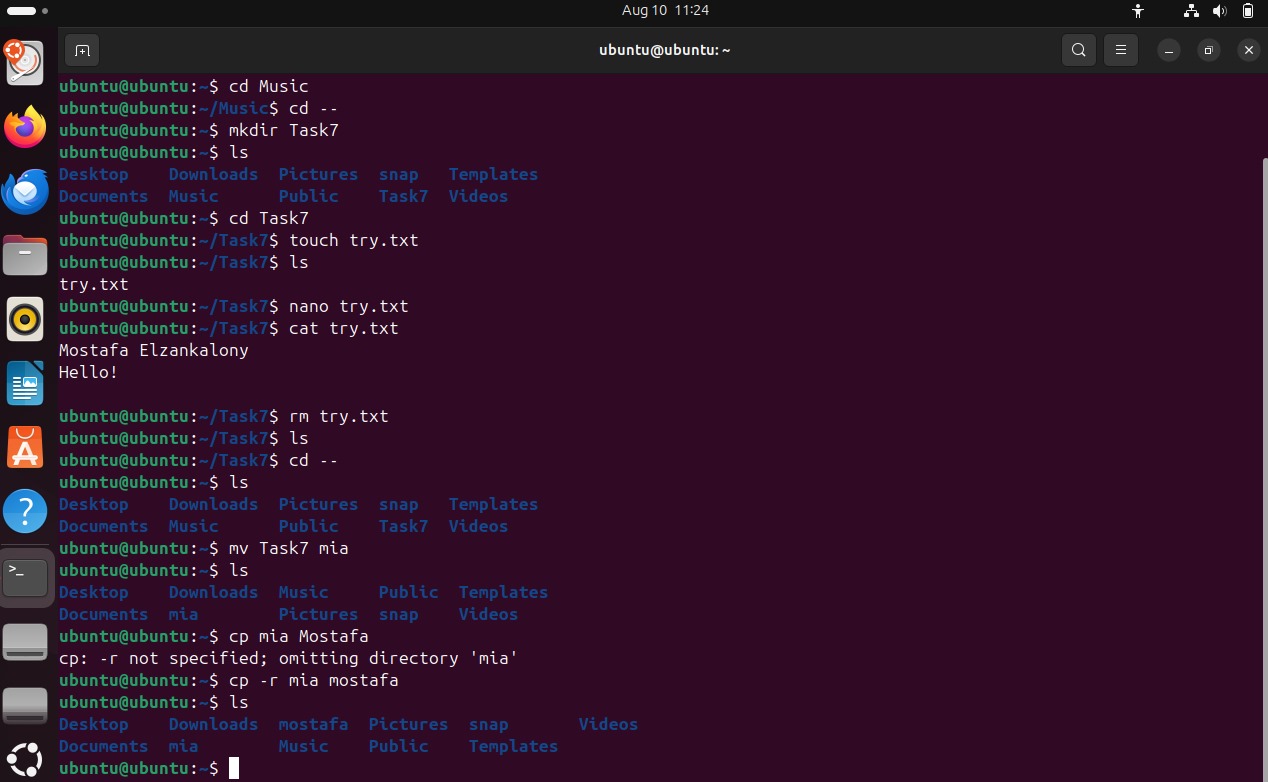 Aug 10 11:24
ubuntu@ubuntu: ~
ubuntu@ubuntu:~$ cd Music
ubuntu@ubuntu:~/Music$ cd --
ubuntu@ubuntu:~$ mkdir Task7
ubuntu@ubuntu:~$ ls
Desktop    Downloads  Pictures  snap   Templates
Documents  Music      Public    Task7  Videos
ubuntu@ubuntu:~$ cd Task7
ubuntu@ubuntu:~/Task7$ touch try.txt
ubuntu@ubuntu:~/Task7$ ls
try.txt
ubuntu@ubuntu:~/Task7$ nano try.txt
ubuntu@ubuntu:~/Task7$ cat try.txt
Mostafa Elzankalony
Hello!
ubuntu@ubuntu:~/Task7$ rm try.txt
ubuntu@ubuntu:~/Task7$ ls
ubuntu@ubuntu:~/Task7$ cd --
ubuntu@ubuntu:~$ ls
Desktop    Downloads  Pictures  snap   Templates
Documents  Music      Public    Task7  Videos
ubuntu@ubuntu:~$ mv Task7 mia
ubuntu@ubuntu:~$ ls
Desktop    Downloads  Music     Public  Templates
Documents  mia        Pictures  snap    Videos
ubuntu@ubuntu:~$ cp mia Mostafa
cp: -r not specified; omitting directory 'mia'
ubuntu@ubuntu:~$ cp -r mia mostafa
ubuntu@ubuntu:~$ ls
Desktop    Downloads  mostafa  Pictures  snap       Videos
Documents  mia        Music    Public    Templates
ubuntu@ubuntu:~$